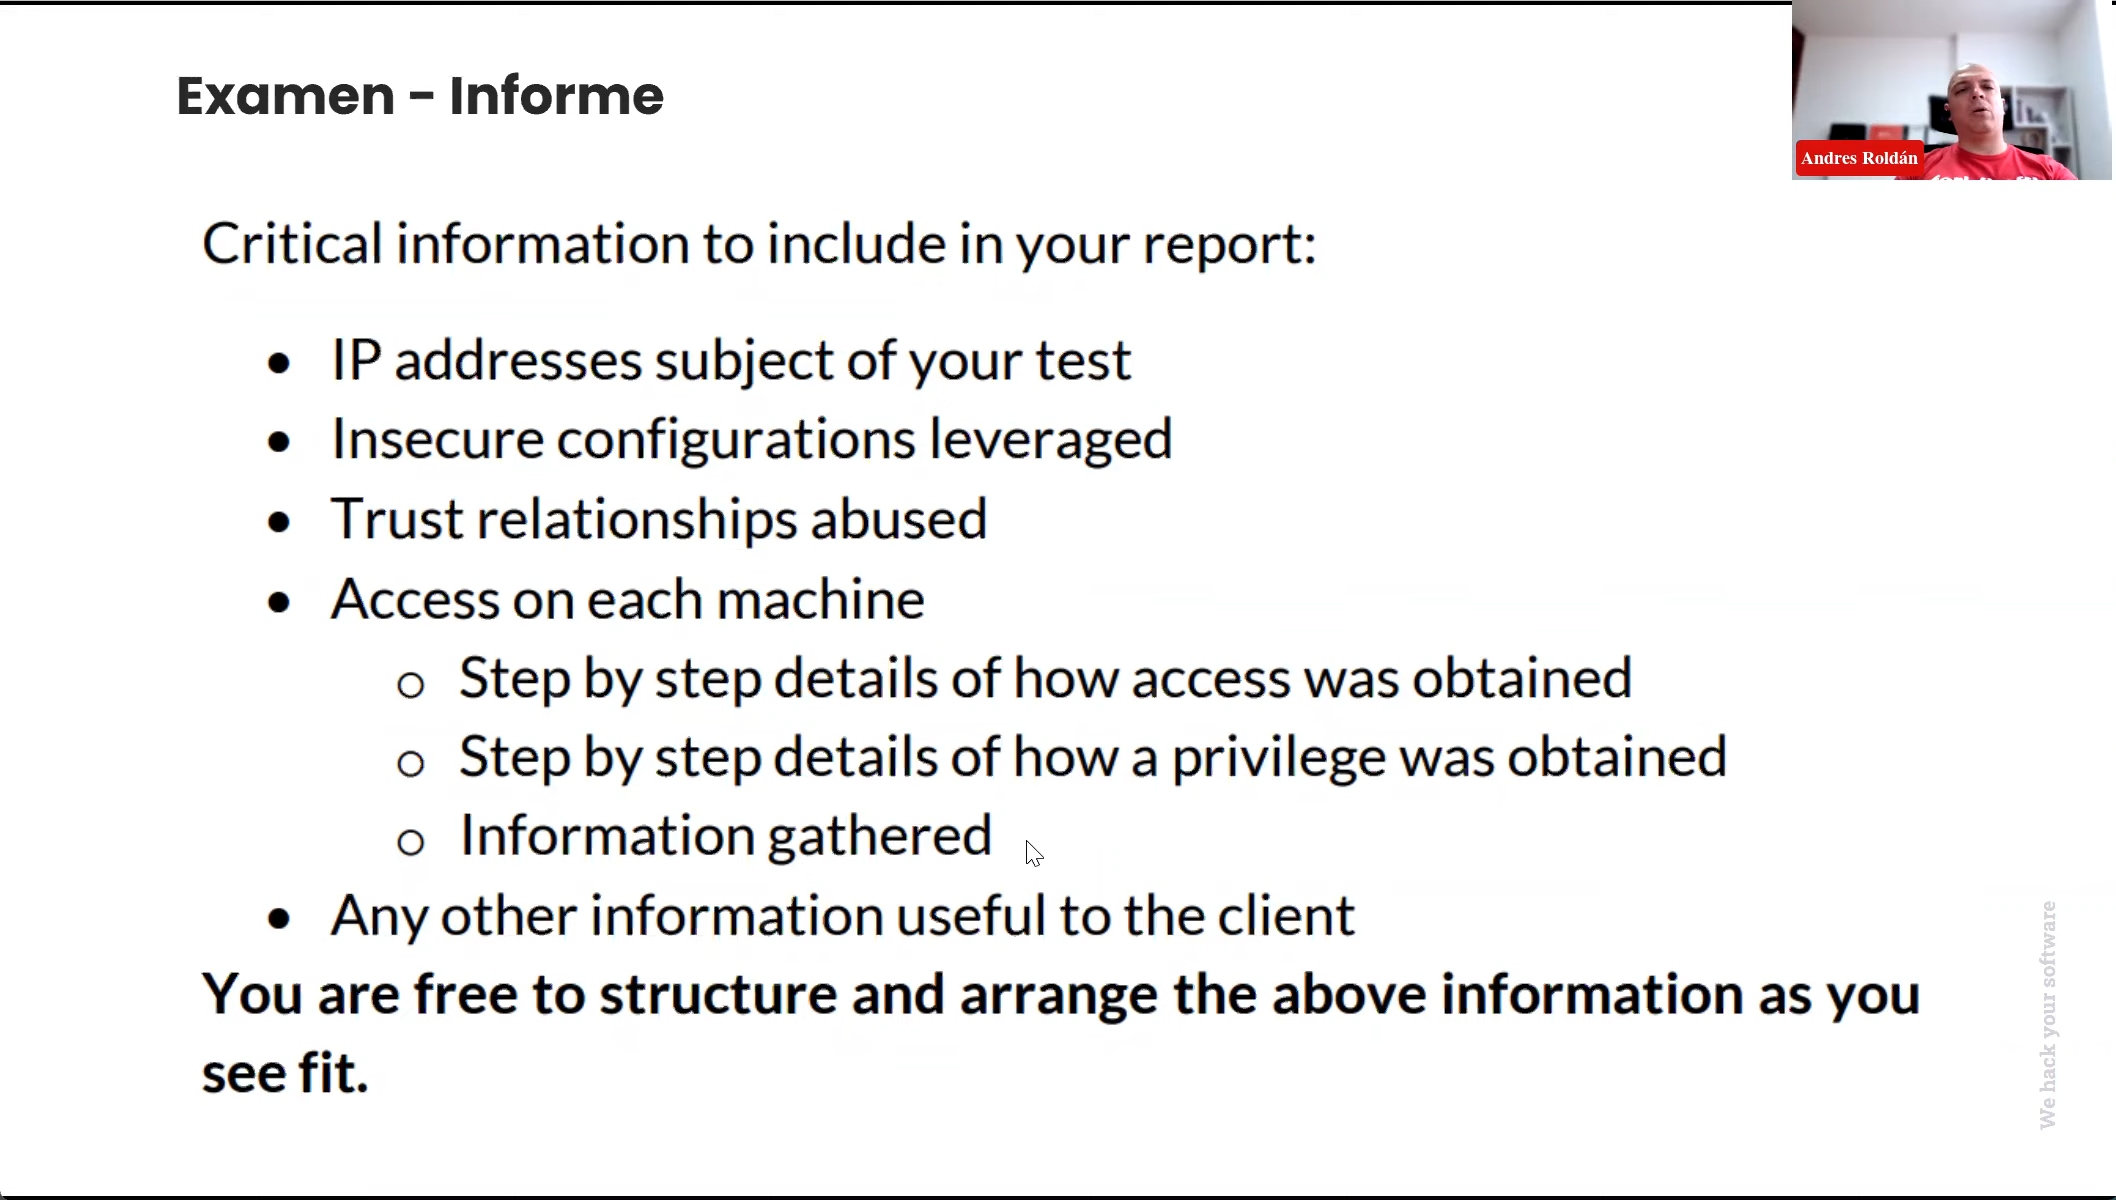 Examen - Informe
Andres Roldán
Critical information to include in your report:
● IP addresses subject of your test
● Insecure configurations leveraged
● Trust relationships abused
● Access on each machine
○ Step by step details of how access was obtained
○ Step by step details of how a privilege was obtained
○ Information gathered
● Any other information useful to the client
You are free to structure and arrange the above information as you
see fit.
We hack your software